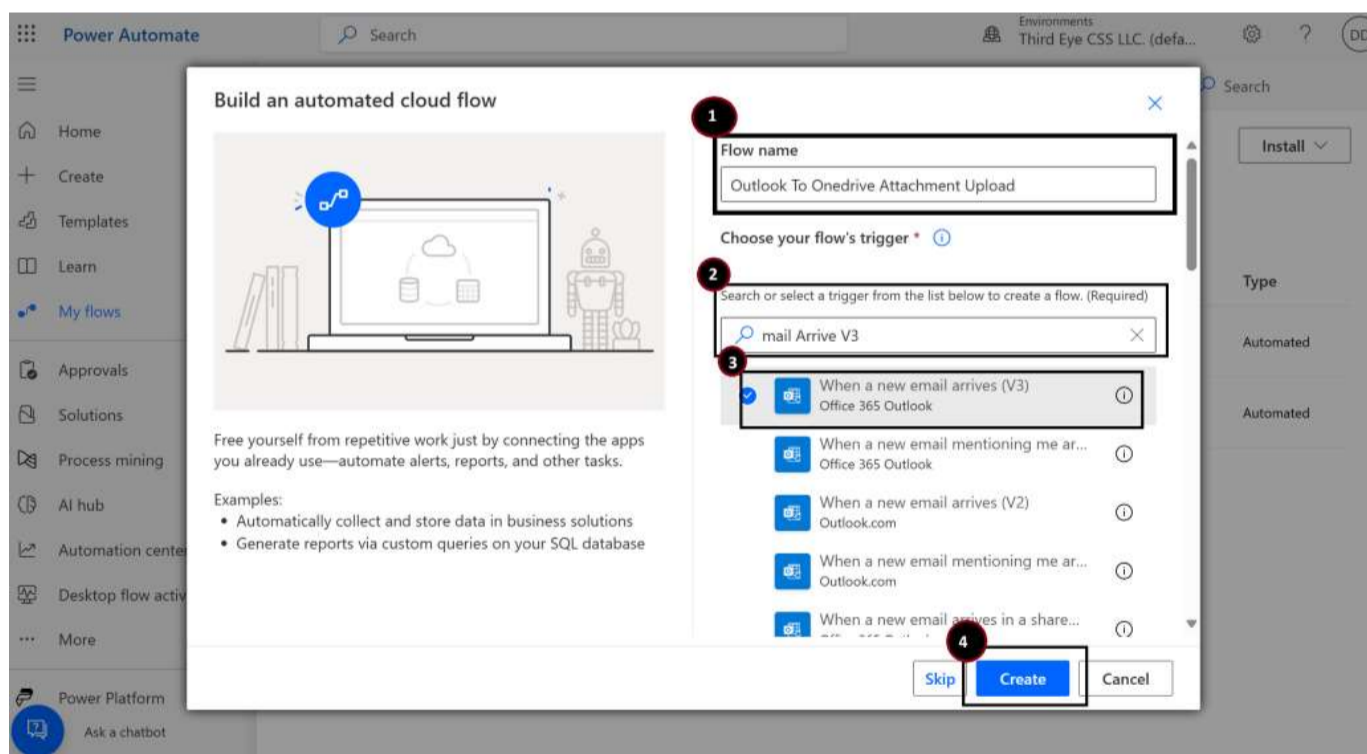 Power Automate
Search
Environments
Third Eye CSS LLC. (defa...
?
DD
Search
Home
Create
Templates
Learn
My flows
Approvals
Solutions
Process mining
AI hub
Automation center
Desktop flow activ
More
Power Platform
Ask a chatbot
Install
Type
Automated
Automated
Build an automated cloud flow
Free yourself from repetitive work just by connecting the apps
you already use—automate alerts, reports, and other tasks.
Examples:
• Automatically collect and store data in business solutions
• Generate reports via custom queries on your SQL database
1
Flow name
Outlook To Onedrive Attachment Upload
Choose your flow's trigger *
2
Search or select a trigger from the list below to create a flow. (Required)
mail Arrive V3
3
When a new email arrives (V3)
Office 365 Outlook
When a new email mentioning me ar...
Office 365 Outlook
When a new email arrives (V2)
Outlook.com
When a new email mentioning me ar...
Outlook.com
When a new email arrives in a share...
4
Skip
Create
Cancel